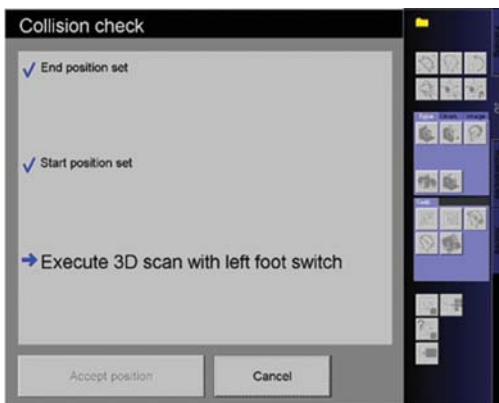 Collision check
End position set
Start position set
Execute 3D scan with left foot switch
Accept position
Cancel